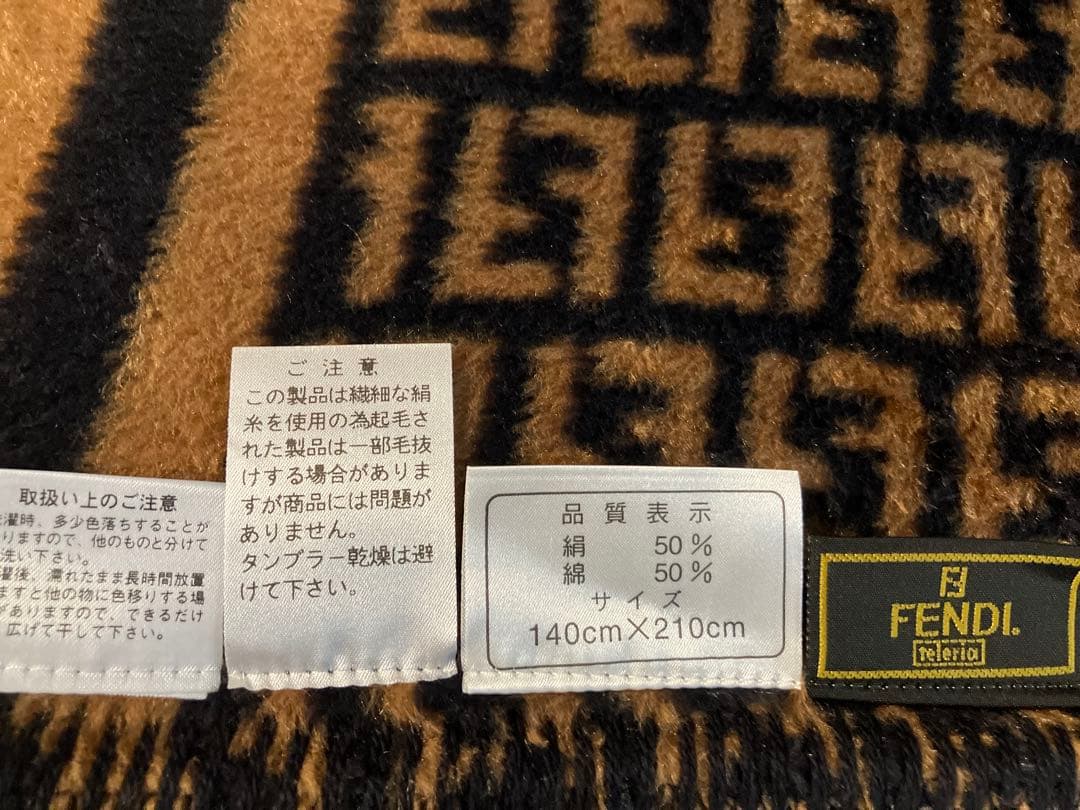 取扱い上のご注意
濯時、多少色落ちすることが
りますので、他のものと分けて
洗い下さい。
濯後、濡れたまま長時間放置
ますと他の物に色移りする場
がありますので、できるだけ
広げて干して下さい。
ご注意
この製品は繊細な絹
糸を使用の為起毛さ
れた製品は一部毛抜
けする場合がありま
すが商品には問題が
ありません。
タンブラー乾燥は避
けて下さい。
品質表示
絹 50%
綿 50%
サイズ
140cm×210cm
FENDI.
teleria